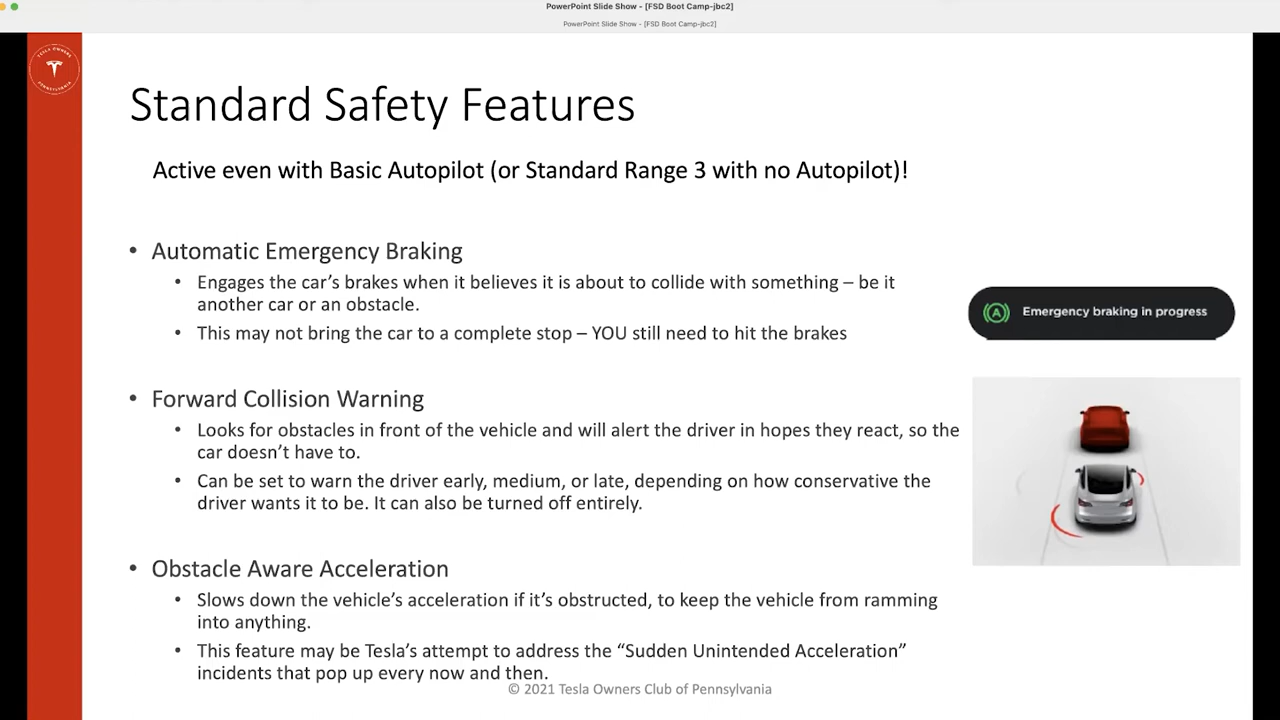 PowerPoint Slide Show - [FSD Boot Camp-jbc2]
PowerPoint Slide Show - [FSD Boot Camp-jbc2]
TESLA OWNERS
PENNSYLVANIA
Standard Safety Features
Active even with Basic Autopilot (or Standard Range 3 with no Autopilot)!
• Automatic Emergency Braking
• Engages the car’s brakes when it believes it is about to collide with something – be it
another car or an obstacle.
• This may not bring the car to a complete stop – YOU still need to hit the brakes
Emergency braking in progress
• Forward Collision Warning
• Looks for obstacles in front of the vehicle and will alert the driver in hopes they react, so the
car doesn’t have to.
• Can be set to warn the driver early, medium, or late, depending on how conservative the
driver wants it to be. It can also be turned off entirely.
• Obstacle Aware Acceleration
• Slows down the vehicle’s acceleration if it’s obstructed, to keep the vehicle from ramming
into anything.
• This feature may be Tesla’s attempt to address the “Sudden Unintended Acceleration”
incidents that pop up every now and then.
© 2021 Tesla Owners Club of Pennsylvania